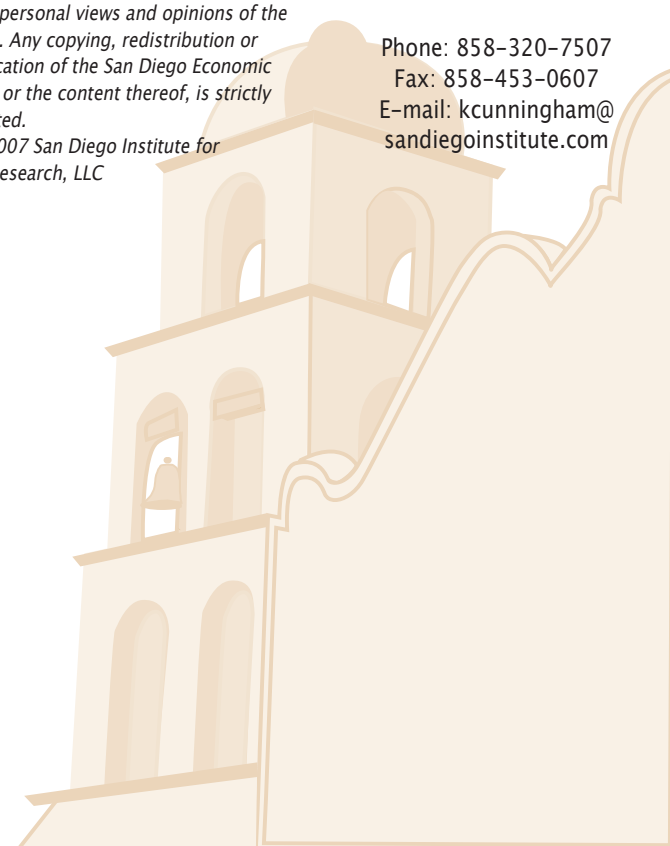 personal views and opinions of the
. Any copying, redistribution or
cation of the San Diego Economic
or the content thereof, is strictly
ted.
007 San Diego Institute for
esearch, LLC
Phone: 858-320-7507
Fax: 858-453-0607
E-mail: kcunningham@
sandiegoinstitute.com